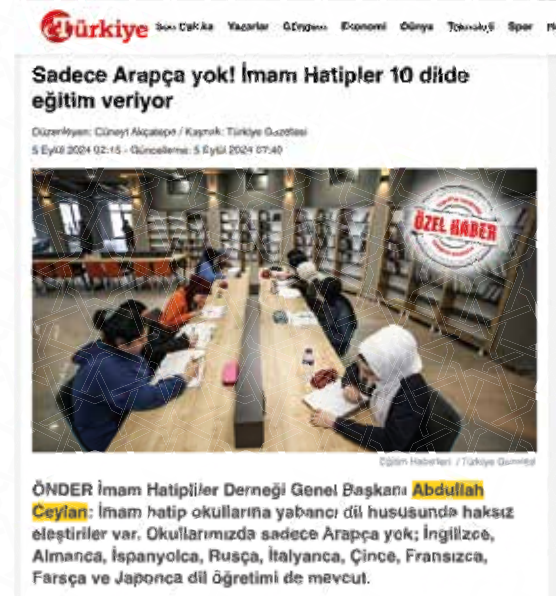 Türkiye Son Dakika Yazarlar Gündem Ekonomi Dünya Teknoloji Spor
Sadece Arapça yok! İmam Hatipler 10 dilde
eğitim veriyor
Düzenleyen: Cüneyt Akçatepe / Kaynak: Türkiye Gazetesi
5 Eylül 2024 02:15 - Güncelleme: 5 Eylül 2024 07:40
ÖZEL HABER
Eğitim Haberleri / Türkiye Gazetesi
ÖNDER İmam Hatipliler Derneği Genel Başkanı Abdullah
Ceylan: İmam hatip okullarına yabancı dil hususunda haksız
eleştiriler var. Okullarımızda sadece Arapça yok; İngilizce,
Almanca, İspanyolca, Rusça, İtalyanca, Çince, Fransızca,
Farsça ve Japonca dil öğretimi de mevcut.